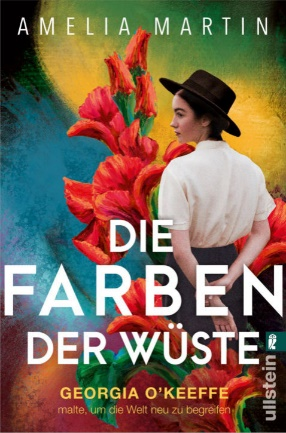 AMELIA MARTIN
DIE
FARBEN
DER WÜSTE
GEORGIA O'KEEFFE
malte, um die Welt neu zu begreifen
ullstein